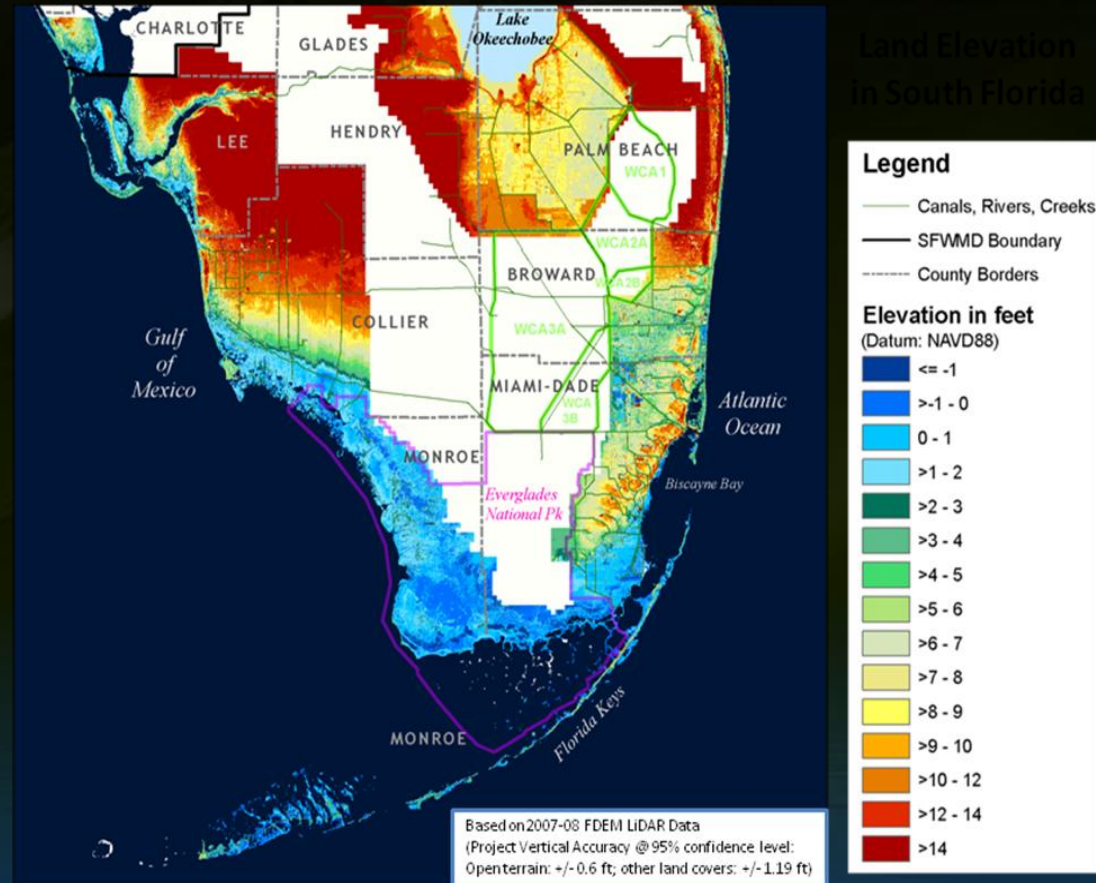 Land Elevation
in South Florida
CHARLOTTE
GLADES
Lake
Okeechobee
LEE
HENDRY
PALM BEACH
WCA1
WCA2A
WCA2B
BROWARD
COLLIER
WCA3A
Gulf
of
Mexico
MIAMI-DADE
WCA
3B
Atlantic
Ocean
MONROE
Everglades
National Pk
Biscayne Bay
MONROE
Florida Keys
Based on 2007-08 FDEM LiDAR Data
(Project Vertical Accuracy @ 95% confidence level:
Open terrain: +/- 0.6 ft; other land covers: +/- 1.19 ft)
Legend
Canals, Rivers, Creeks
SFWMD Boundary
County Borders
Elevation in feet
(Datum: NAVD88)
<= -1
>-1 - 0
0 - 1
>1 - 2
>2 - 3
>3 - 4
>4 - 5
>5 - 6
>6 - 7
>7 - 8
>8 - 9
>9 - 10
>10 - 12
>12 - 14
>14